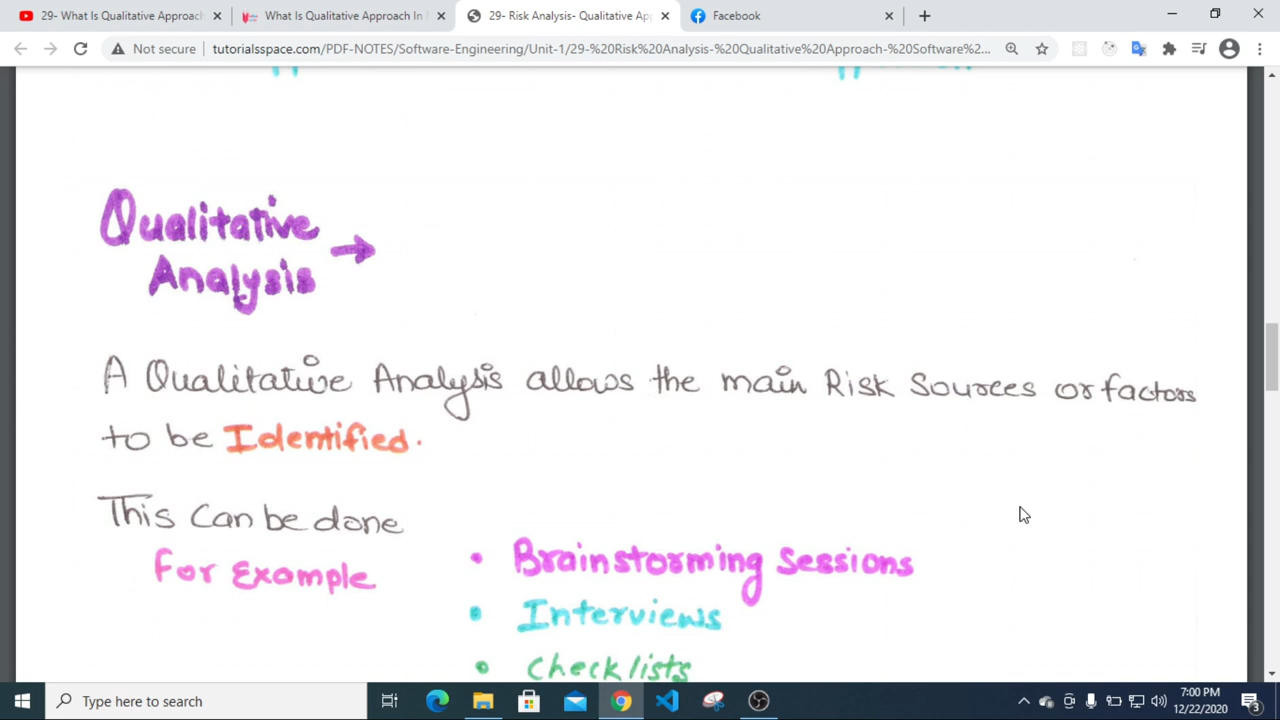 29- What Is Qualitative Approach
What Is Qualitative Approach In
29- Risk Analysis- Qualitative App
Facebook
Not secure
tutorialsspace.com/PDF-NOTES/Software-Engineering/Unit-1/29-%20Risk%20Analysis-%20Qualitative%20Approach-%20Software%2...
Qualitative
Analysis →
A Qualitative Analysis allows the main Risk Sources or factors
to be Identified.
This Can be done
For Example
• Brainstorming Sessions
• Interviews
• Checklists
Type here to search
7:00 PM
12/22/2020
3